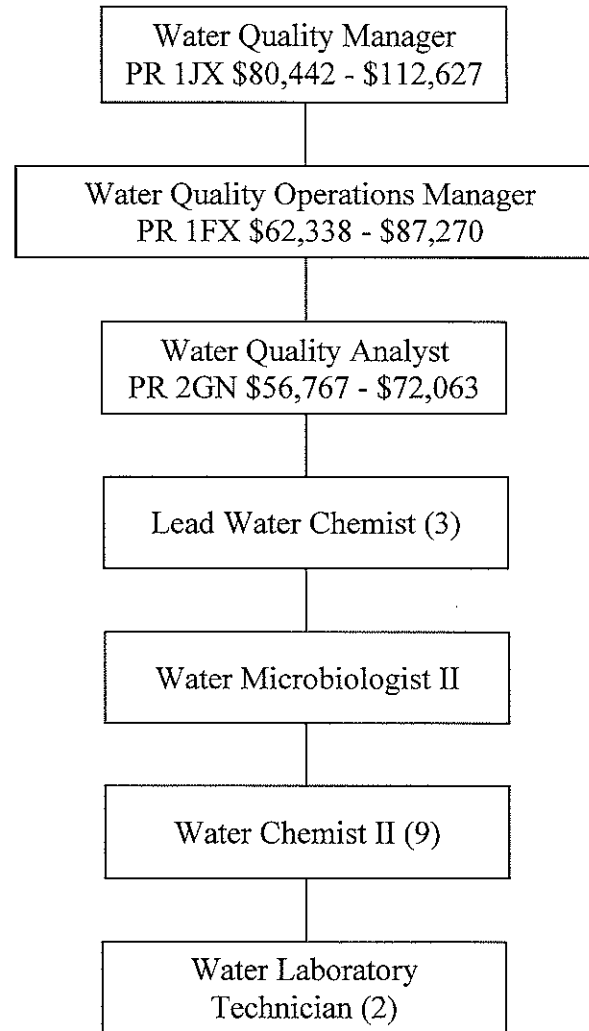 Water Quality Manager
PR 1JX $80,442 - $112,627
Water Quality Operations Manager
PR 1FX $62,338 - $87,270
Water Quality Analyst
PR 2GN $56,767 - $72,063
Lead Water Chemist (3)
Water Microbiologist II
Water Chemist II (9)
Water Laboratory
Technician (2)